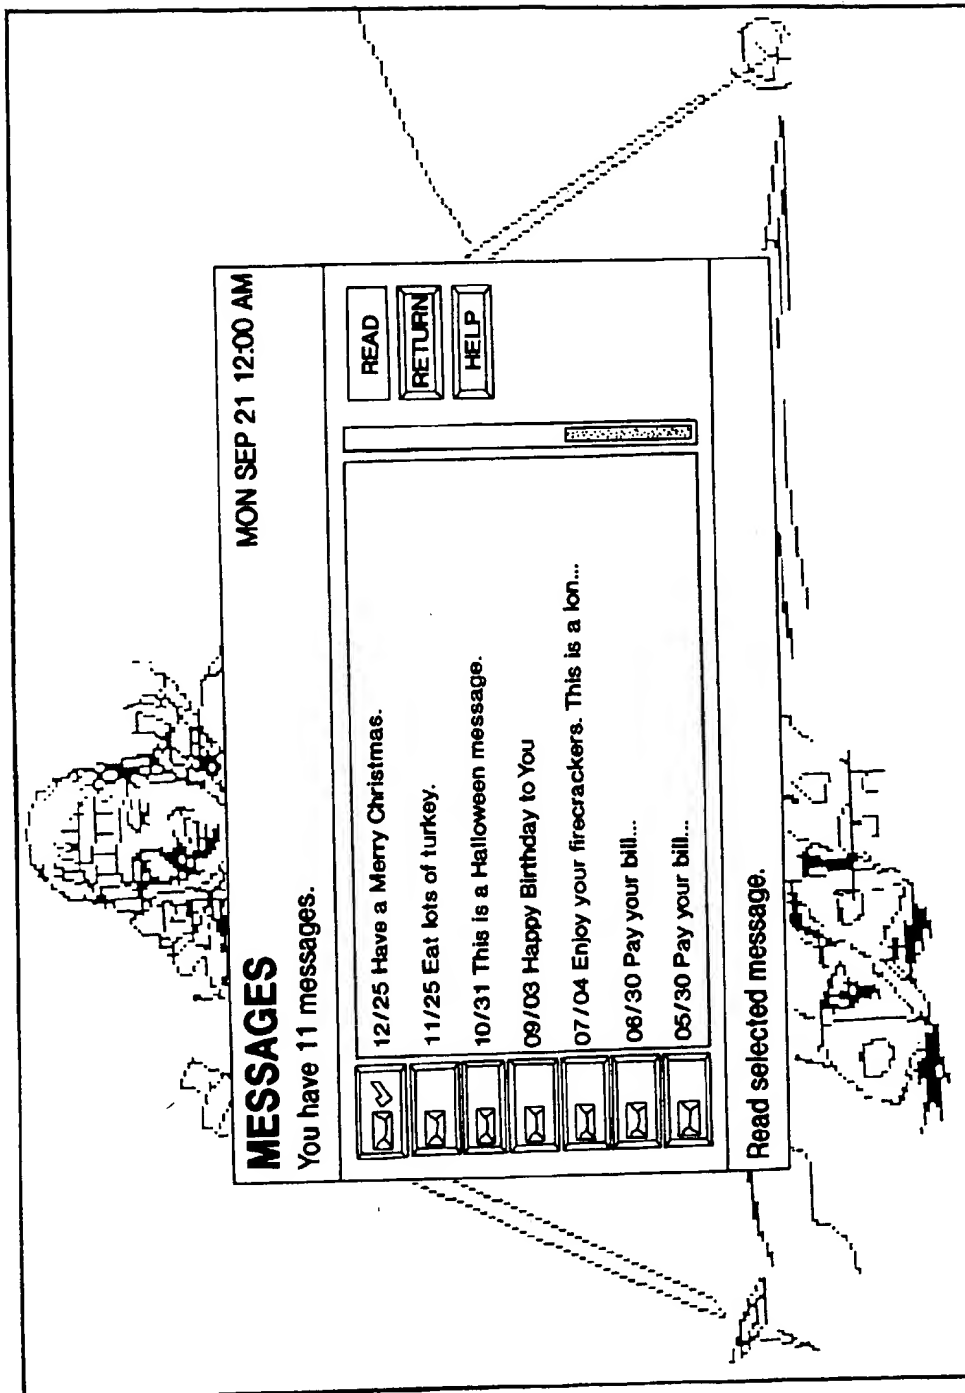 MESSAGES
MON SEP 21 12:00 AM
You have 11 messages.
12/25 Have a Merry Christmas.
11/25 Eat lots of turkey.
10/31 This is a Halloween message.
09/03 Happy Birthday to You
07/04 Enjoy your firecrackers. This is a lon...
06/30 Pay your bill...
05/30 Pay your bill...
READ
RETURN
HELP
Read selected message.